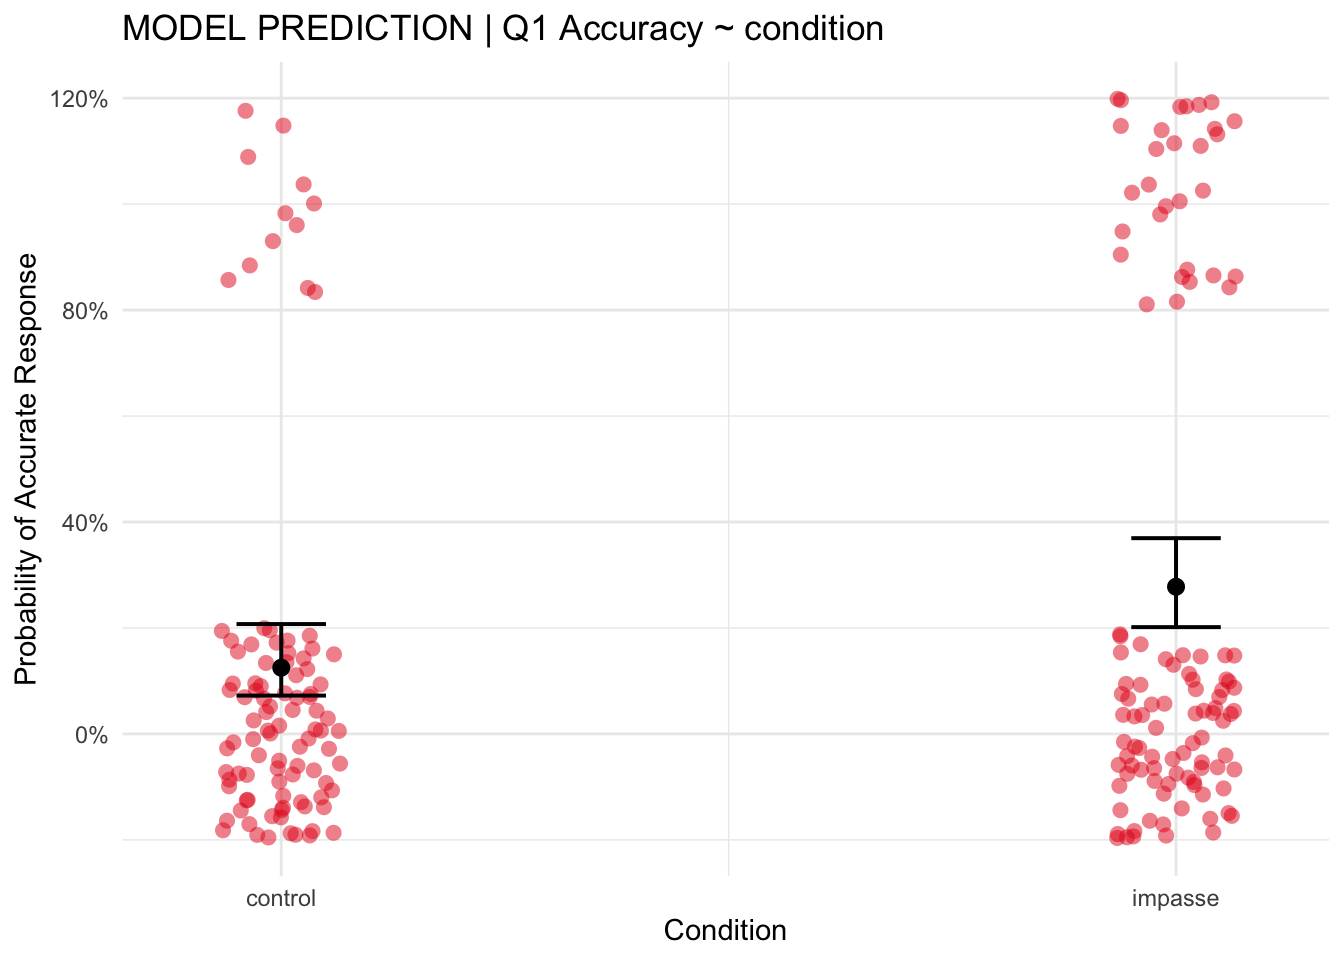 MODEL PREDICTION | Q1 Accuracy ~ condition
Probability of Accurate Response
120%
80%
40%
0%
control
impasse
Condition